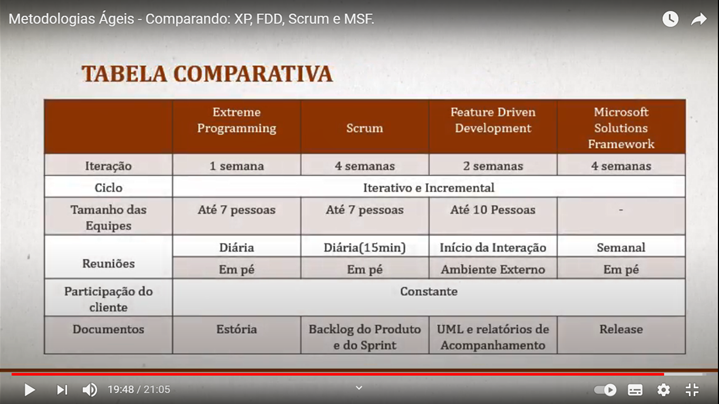 Metodologias Ágeis - Comparando: XP, FDD, Scrum e MSF.
TABELA COMPARATIVA
Extreme Programming Scrum Feature Driven Development Microsoft Solutions Framework
Iteração 1 semana 4 semanas 2 semanas 4 semanas
Ciclo Iterativo e Incremental
Tamanho das Equipes Até 7 pessoas Até 7 pessoas Até 10 Pessoas -
Reuniões Diária Diária(15min) Início da Interação Semanal
Em pé Em pé Ambiente Externo Em pé
Participação do cliente Constante
Documentos Estória Backlog do Produto e do Sprint UML e relatórios de Acompanhamento Release
19:48 / 21:05